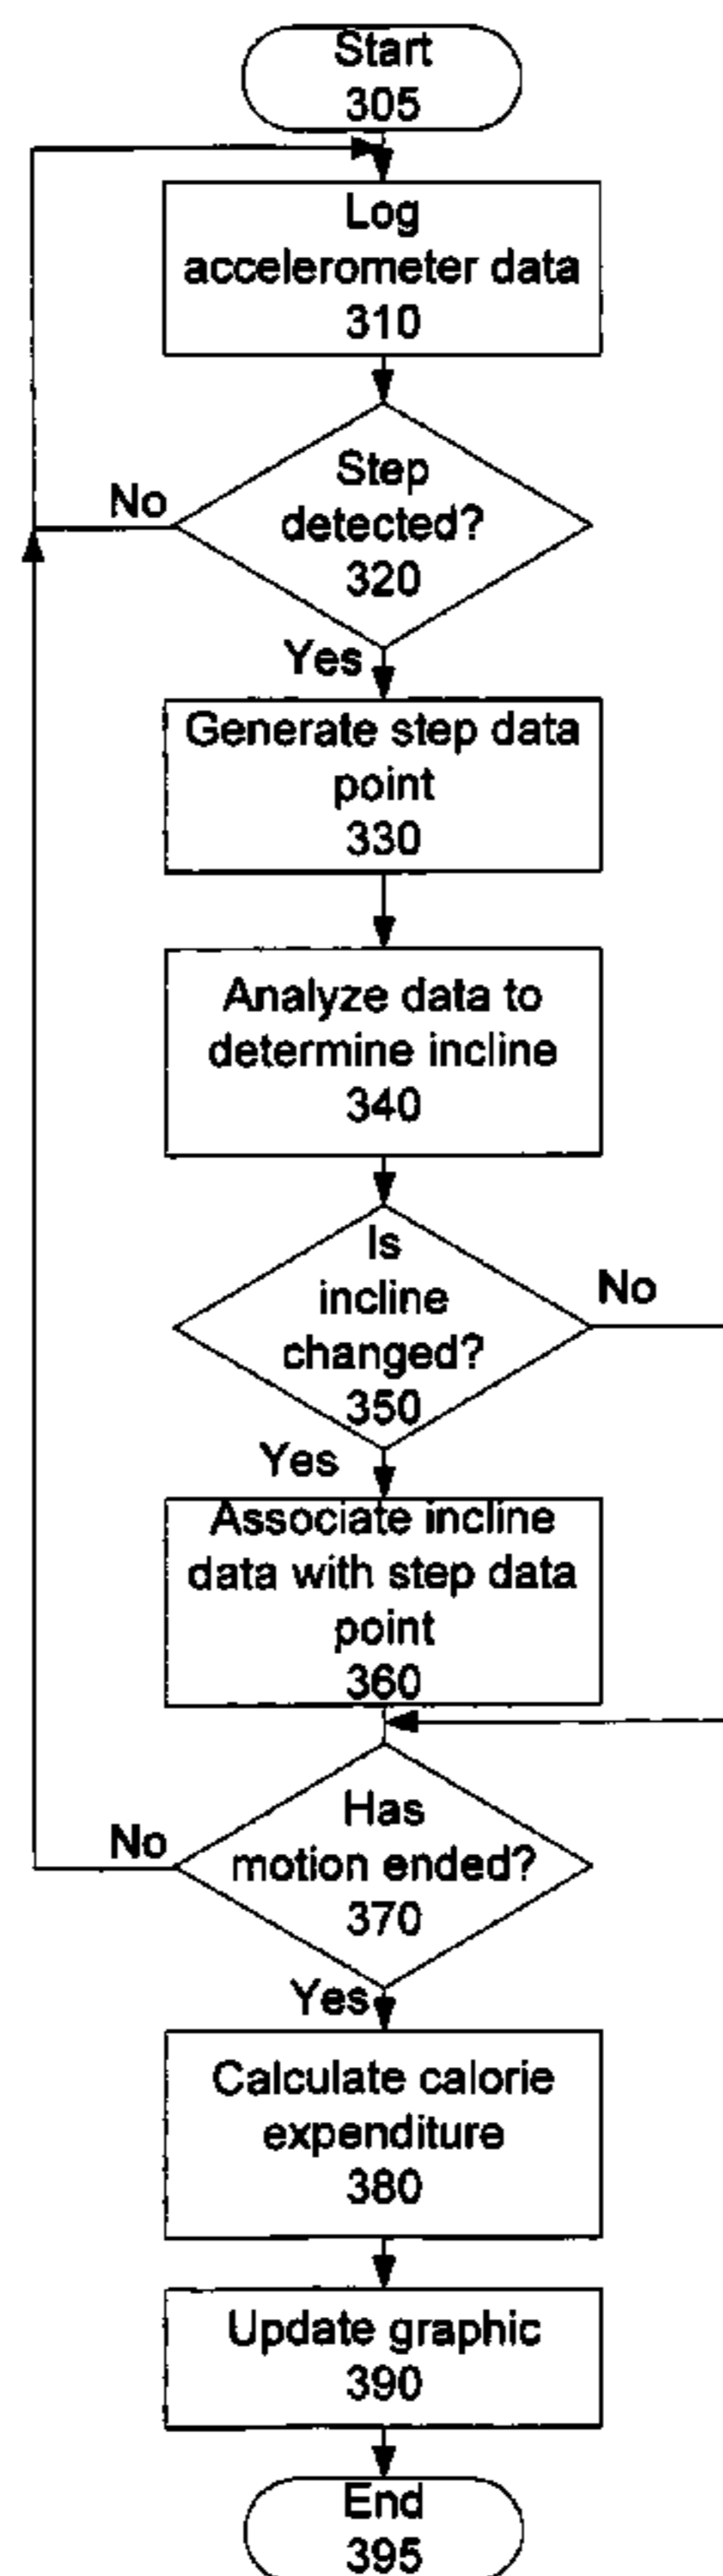 Start
305
Log
accelerometer data
310
Step
detected?
320
No
Yes
Generate step data
point
330
Analyze data to
determine incline
340
Is
incline
changed?
350
No
Yes
Associate incline
data with step data
point
360
Has
motion ended?
370
No
Yes
Calculate calorie
expenditure
380
Update graphic
390
End
395